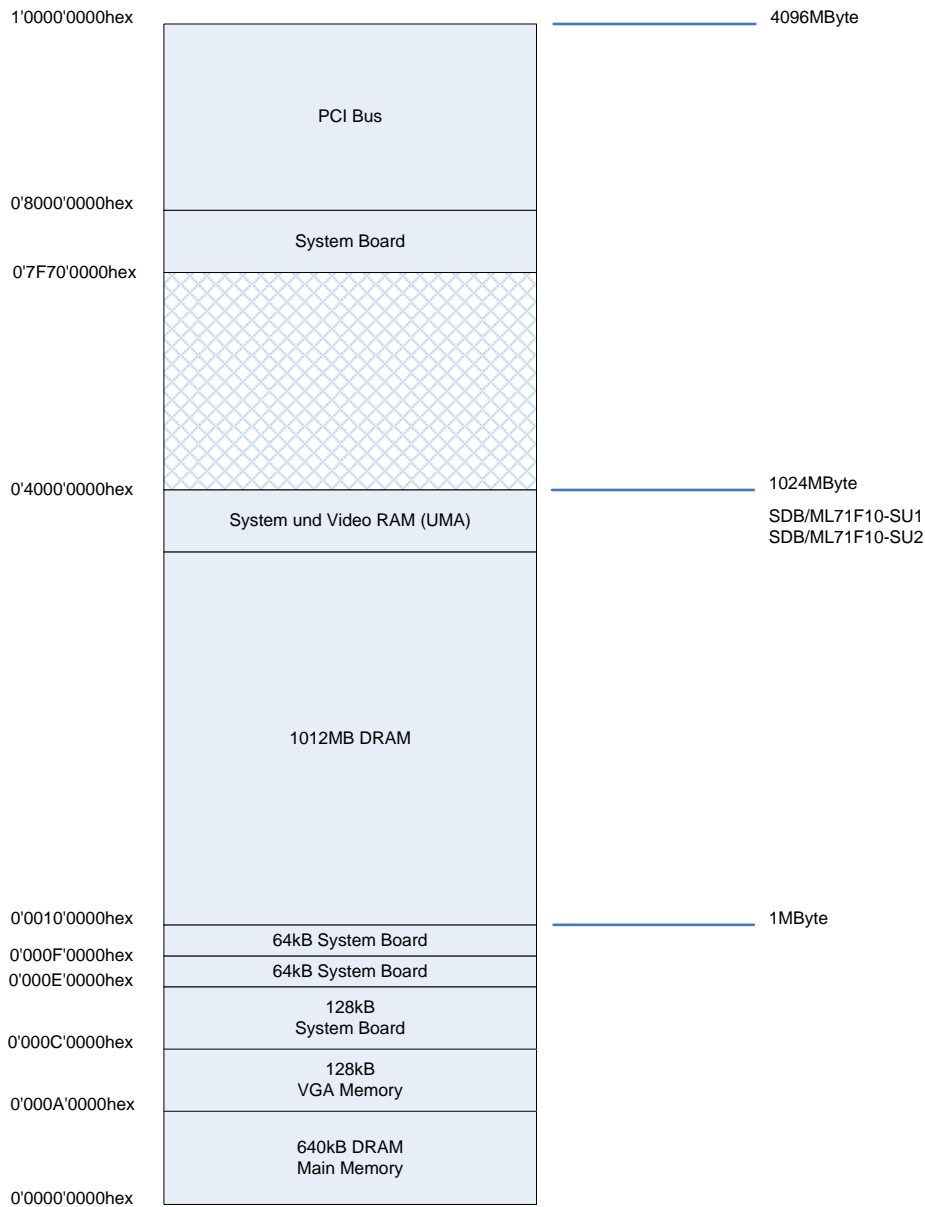 1'0000'0000hex
4096MByte
PCI Bus
0'8000'0000hex
System Board
0'7F70'0000hex
0'4000'0000hex
1024MByte
System und Video RAM (UMA)
SDB/ML71F10-SU1
SDB/ML71F10-SU2
1012MB DRAM
0'0010'0000hex
1MByte
64kB System Board
0'000F'0000hex
64kB System Board
0'000E'0000hex
128kB
System Board
0'000C'0000hex
128kB
VGA Memory
0'000A'0000hex
640kB DRAM
Main Memory
0'0000'0000hex